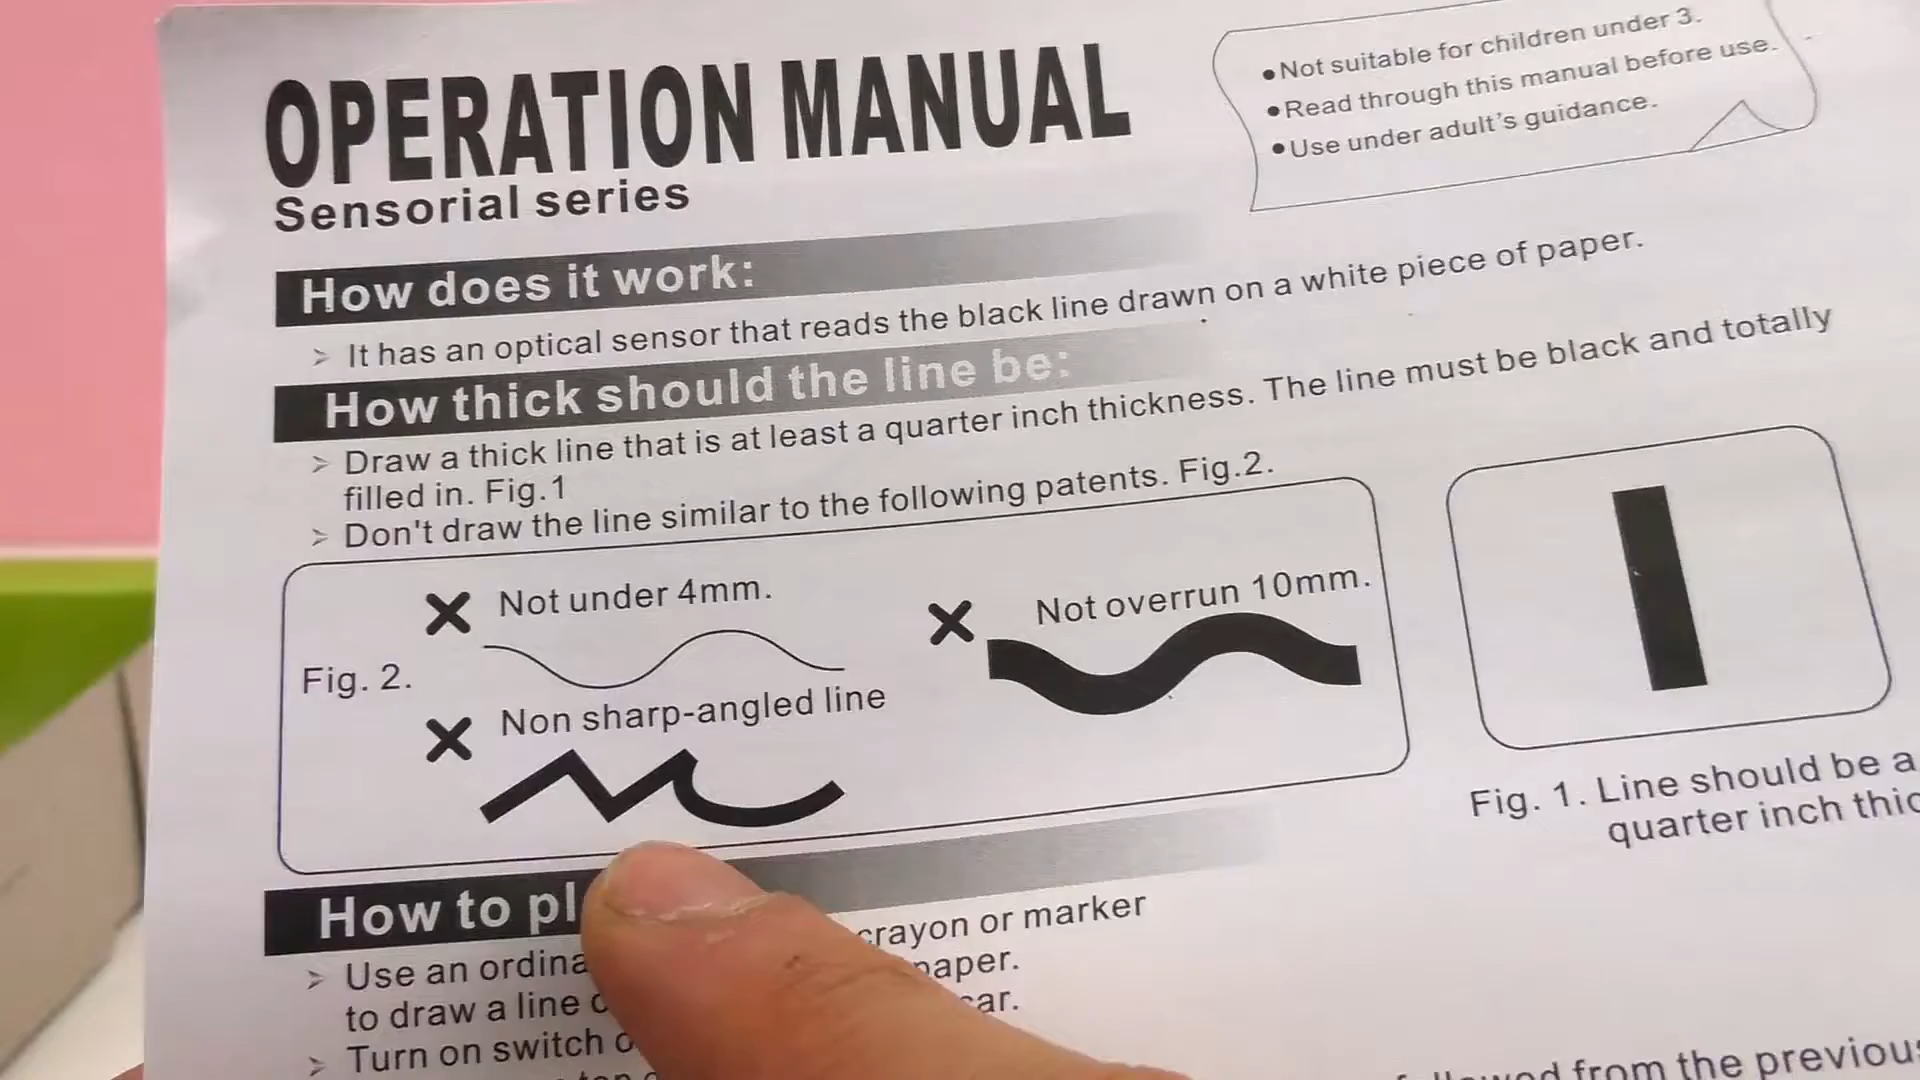 OPERATION MANUAL
Sensorial series
●Not suitable for children under 3.
●Read through this manual before use.
●Use under adult's guidance.
How does it work:
➢ It has an optical sensor that reads the black line drawn on a white piece of paper.
How thick should the line be:
➢ Draw a thick line that is at least a quarter inch thickness. The line must be black and totally
filled in. Fig.1
➢ Don't draw the line similar to the following patents. Fig.2.
Fig. 2.
Not under 4mm.
Non sharp-angled line
Not overrun 10mm.
Fig. 1. Line should be a
quarter inch
How to
➢ Use an crayon or marker
to draw a line paper.
➢ Turn on switch
from the